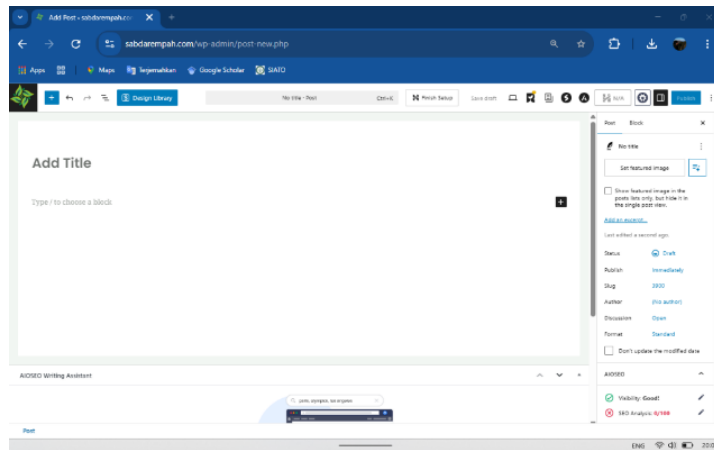 Add Post ‹ sabdarempah.com
sabdarempah.com/wp-admin/post-new.php
Apps
Maps
Terjemahkan
Google Scholar
SIATO
Design Library
No title · Post
Ctrl+K
Finish Setup
Save draft
N/A
Publish
Post
Block
No title
Set featured image
Show featured image in the
posts lists only, but hide it in
the single post view.
Add an excerpt...
Last edited a second ago.
Status
Draft
Publish
Immediately
Slug
3900
Author
(No author)
Discussion
Open
Format
Standard
Don't update the modified date
AIOSEO
Visibility: Good!
SEO Analysis: 0/100
Add Title
Type / to choose a block
AIOSEO Writing Assistant
Post
ENG